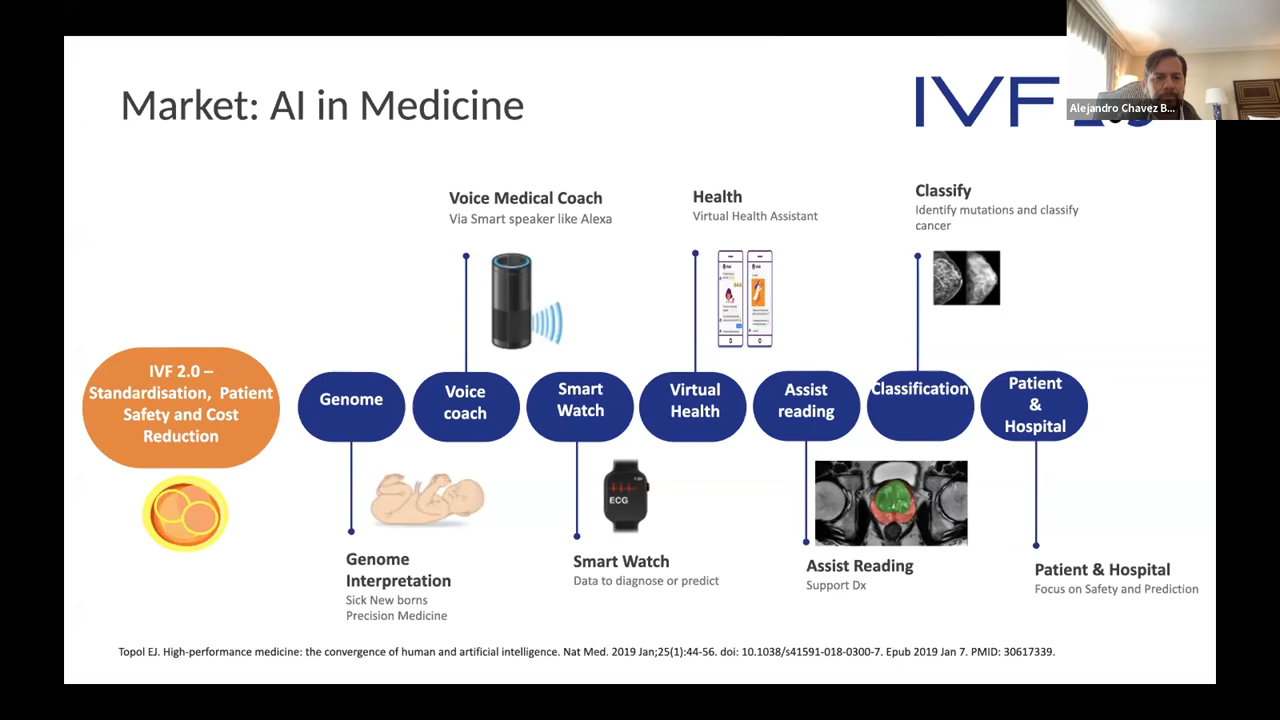 Market: AI in Medicine
IVF
Alejandro Chavez B...
Voice Medical Coach
Via Smart speaker like Alexa
Health
Virtual Health Assistant
Classify
Identify mutations and classify
cancer
IVF 2.0 –
Standardisation, Patient
Safety and Cost
Reduction
Genome
Voice
coach
Smart
Watch
Virtual
Health
Assist
reading
Classification
Patient
&
Hospital
ECG
Genome
Interpretation
Sick New borns
Precision Medicine
Smart Watch
Data to diagnose or predict
Assist Reading
Support Dx
Patient & Hospital
Focus on Safety and Prediction
Topol EJ. High-performance medicine: the convergence of human and artificial intelligence. Nat Med. 2019 Jan;25(1):44-56. doi: 10.1038/s41591-018-0300-7. Epub 2019 Jan 7. PMID: 30617339.